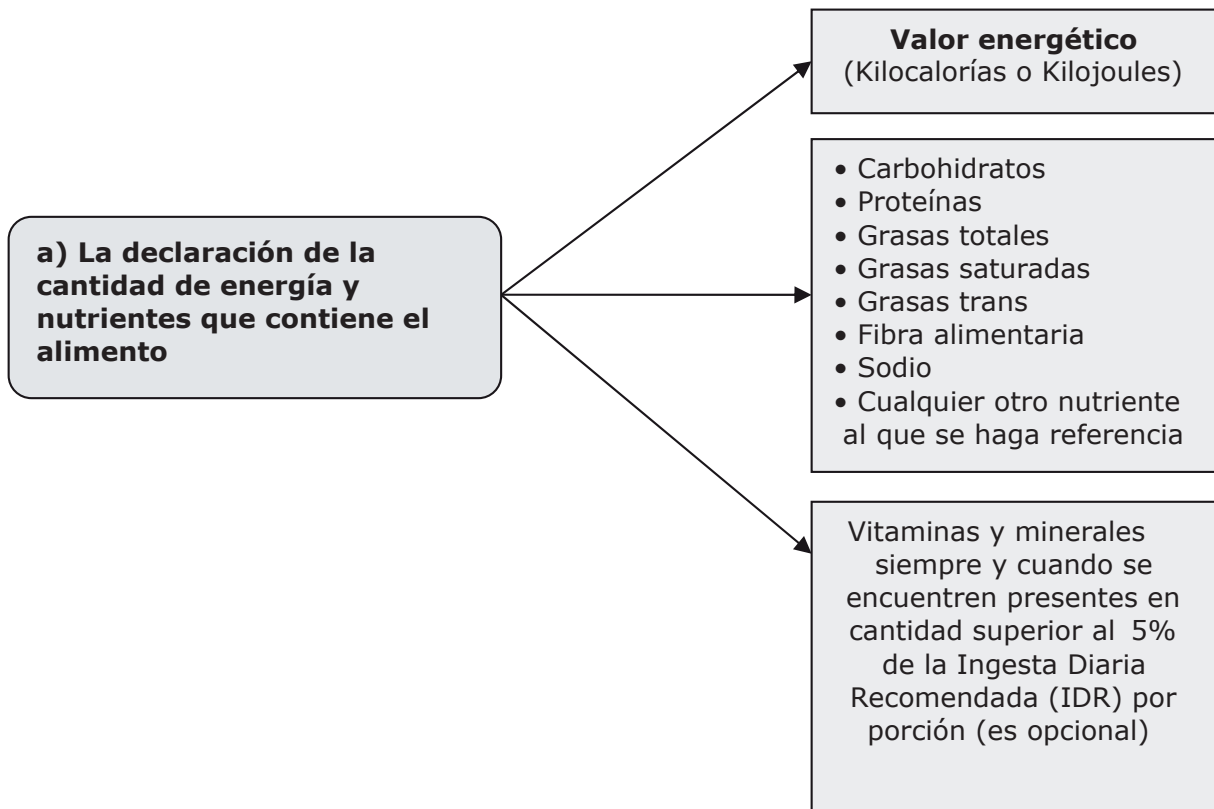 a) La declaración de la
cantidad de energía y
nutrientes que contiene el
alimento
Valor energético
(Kilocalorías o Kilojoules)
• Carbohidratos
• Proteínas
• Grasas totales
• Grasas saturadas
• Grasas trans
• Fibra alimentaria
• Sodio
• Cualquier otro nutriente
al que se haga referencia
Vitaminas y minerales
siempre y cuando se
encuentren presentes en
cantidad superior al 5%
de la Ingesta Diaria
Recomendada (IDR) por
porción (es opcional)